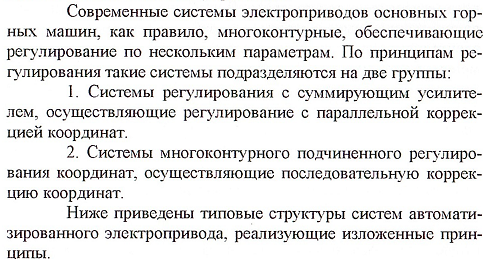 Современные системы электроприводов основных гор-
ных машин, как правило, многоконтурные, обеспечивающие
регулирование по нескольким параметрам. По принципам ре-
гулирования такие системы подразделяются на две группы:
1. Системы регулирования с суммирующим усилите-
лем, осуществляющие регулирование с параллельной коррек-
цией координат.
2. Системы многоконтурного подчиненного регулиро-
вания координат, осуществляющие последовательную коррек-
цию координат.
Ниже приведены типовые структуры систем автомати-
зированного электропривода, реализующие изложенные прин-
ципы.